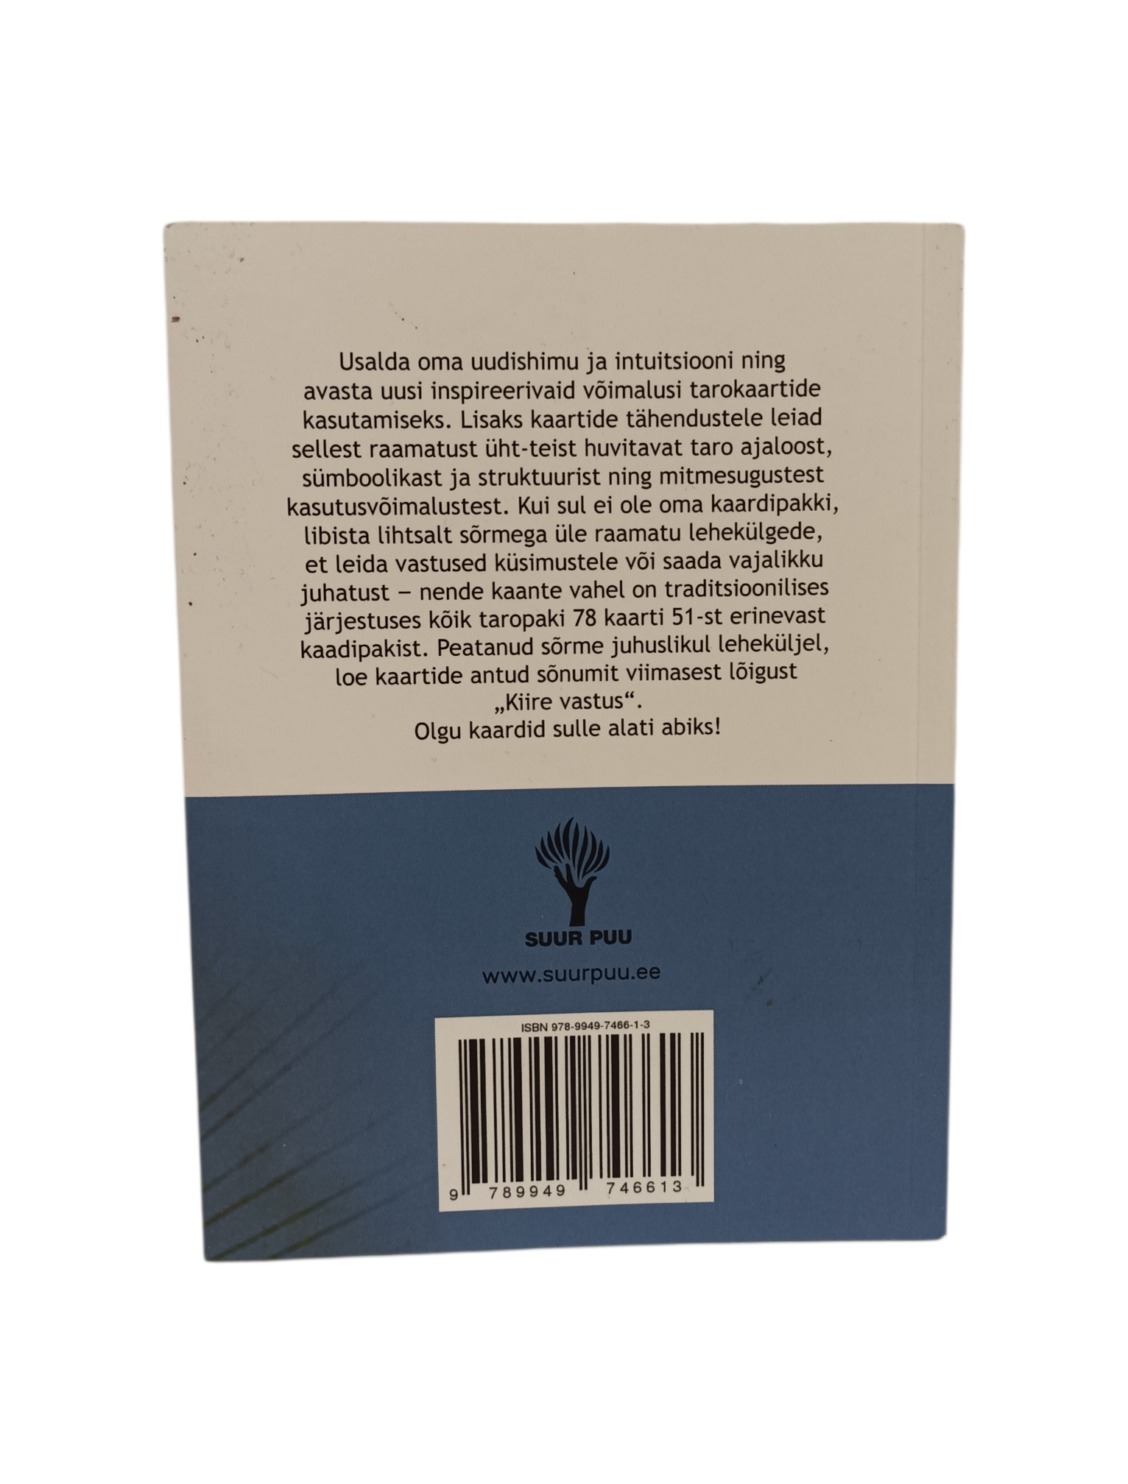 Usalda oma uudishimu ja intuitsiooni ning
avasta uusi inspireerivaid võimalusi tarokaartide
kasutamiseks. Lisaks kaartide tähendustele leiad
sellest raamatust üht-teist huvitavat taro ajaloost,
sümboolikast ja struktuurist ning mitmesugustest
kasutusvõimalustest. Kui sul ei ole oma kaardipakki,
libista lihtsalt sõrmega üle raamatu lehekülgede,
et leida vastused küsimustele või saada vajalikku
juhatust – nende kaante vahel on traditsioonilises
järjestuses kõik taropaki 78 kaarti 51-st erinevast
kaadipakist. Peatanud sõrme juhuslikul leheküljel,
loe kaartide antud sõnumit viimasest lõigust
„Kiire vastus“.
Olgu kaardid sulle alati abiks!
SUUR PUU
www.suurpuu.ee
ISBN 978-9949-7466-1-3
9 789949 746613